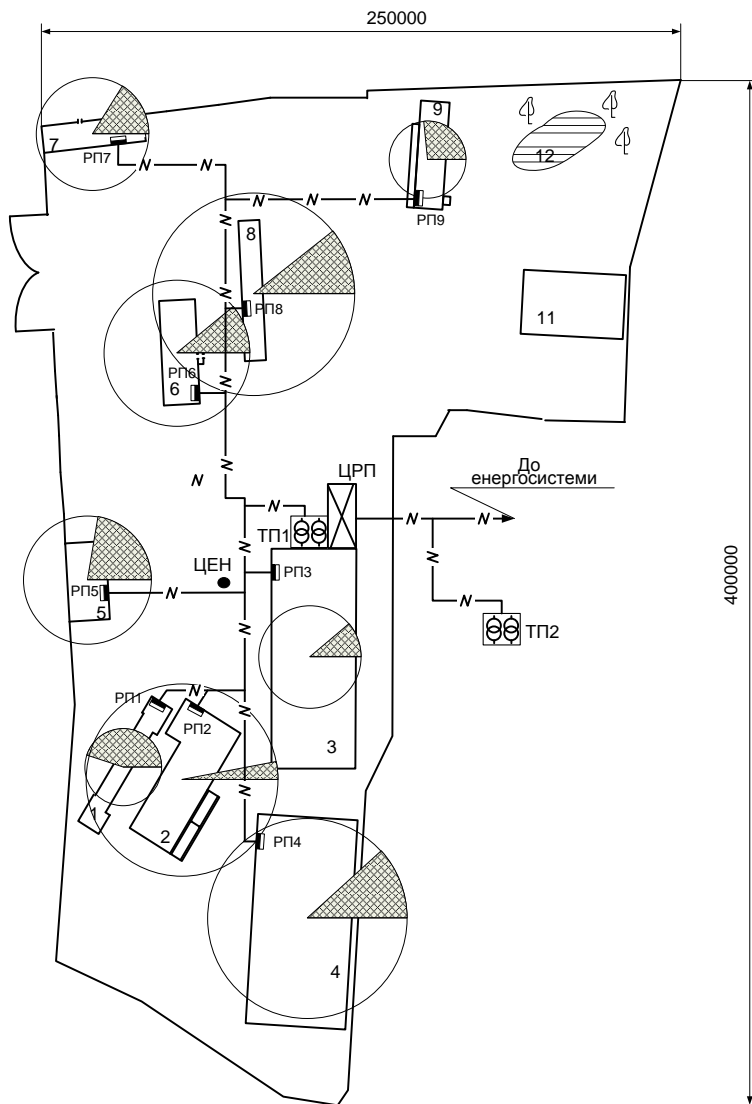 250000
9
7
РП7
12
РП9
8
РП8
11
РП6
6
ЦРП
До
енергосистеми
ТП1
400000
ЦЕН
РП3
РП5
5
ТП2
РП1
РП2
3
1
2
РП4
4